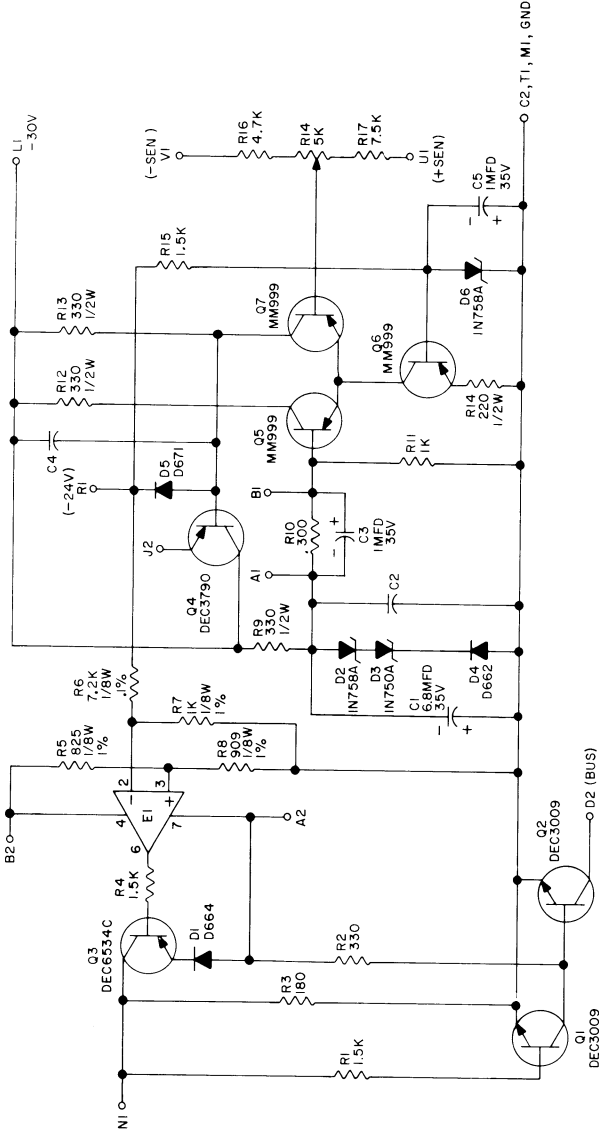 C2, T1, M1, GND
L1
-30V
(-SEN)
V1
R16
4.7K
R14
5K
R17
7.5K
U1
(+SEN)
C5
1MFD
35V
-
+
R15
1.5K
D6
1N758A
R13
330
1/2W
Q7
MM999
Q6
MM999
R12
330
1/2W
Q5
MM999
R14
220
1/2W
R11
1K
C4
(-24V)
R1
D5
D671
B1
R10
300
C3
1MFD
35V
-
+
J2
A1
Q4
DEC3790
R9
330
1/2W
C2
D2
1N758A
D3
1N750A
D4
D662
C1
6.8MFD
35V
-
+
R6
7.2K
1/8W
.1%
R7
1K
1/8W
1%
R5
825
1/8W
1%
R8
909
1/8W
1%
B2
2
3
4
7
6
-
+
E1
A2
D2 (BUS)
R4
1.5K
Q2
DEC3009
Q3
DEC6534C
D1
D664
R2
330
R3
180
R1
1.5K
Q1
DEC3009
N1